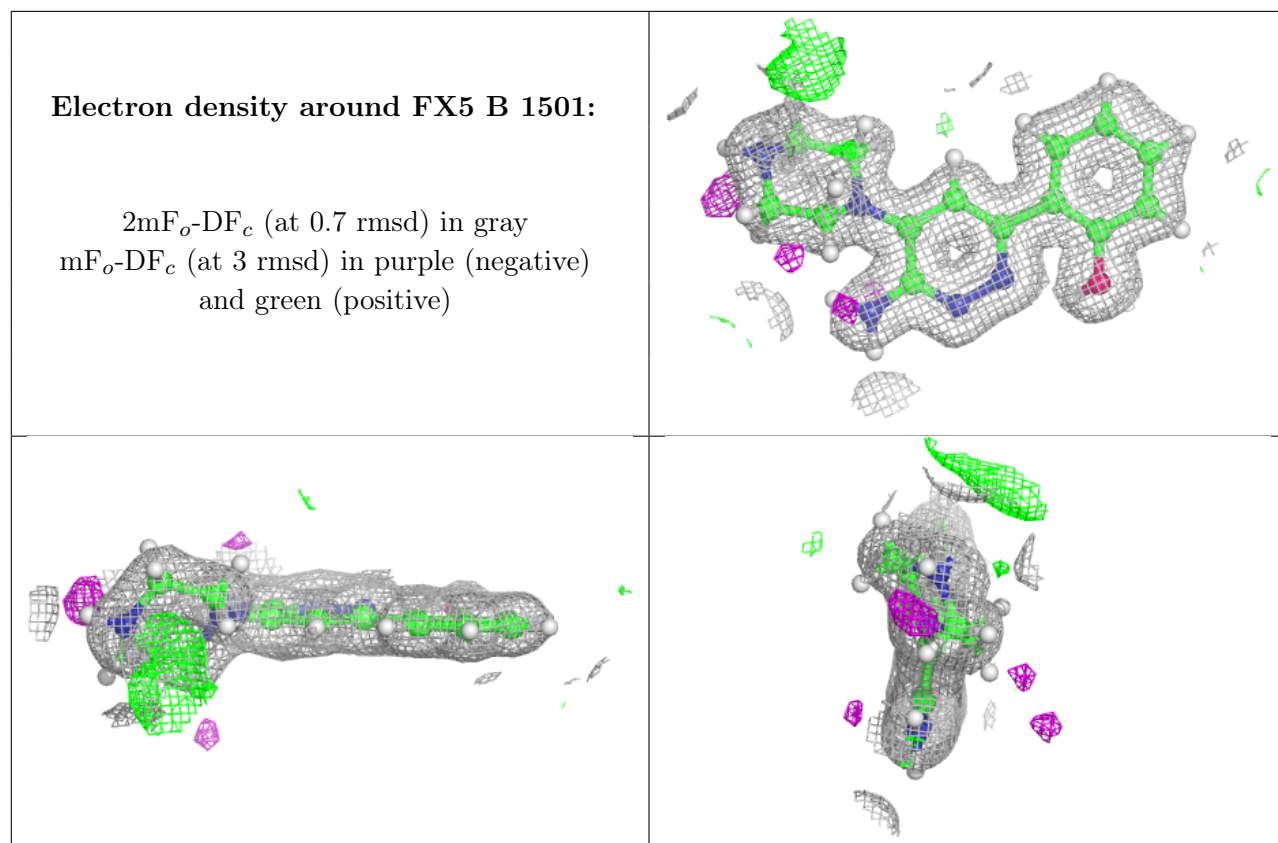 Electron density around FX5 B 1501:
2mFₒ-DF𝒸 (at 0.7 rmsd) in gray
mFₒ-DF𝒸 (at 3 rmsd) in purple (negative)
and green (positive)